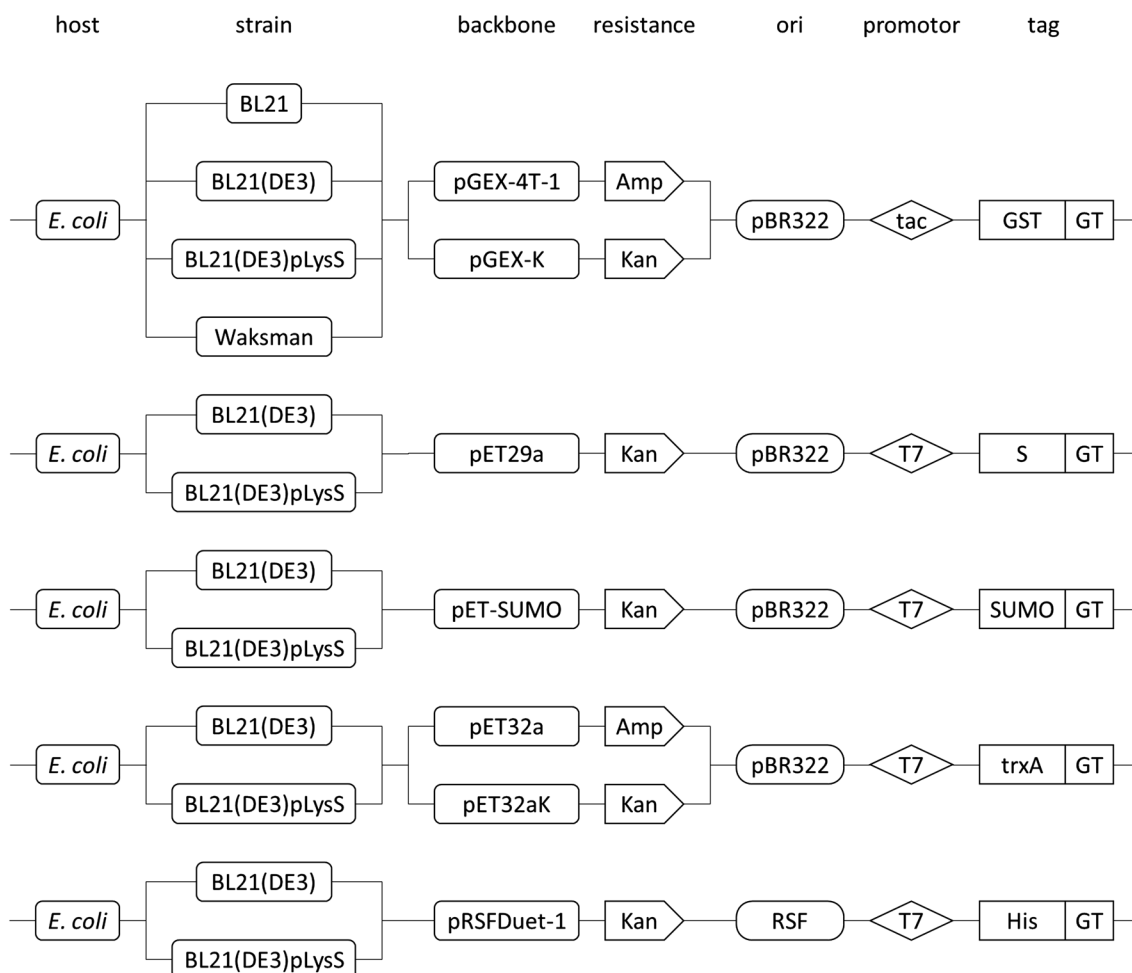 host strain backbone resistance ori promotor tag
BL21
BL21(DE3) pGEX-4T-1 Amp
E. coli pBR322 tac GST GT
BL21(DE3)pLysS pGEX-K Kan
Waksman
BL21(DE3)
E. coli pET29a Kan pBR322 T7 S GT
BL21(DE3)pLysS
BL21(DE3)
E. coli pET-SUMO Kan pBR322 T7 SUMO GT
BL21(DE3)pLysS
BL21(DE3) pET32a Amp
E. coli pBR322 T7 trxA GT
BL21(DE3)pLysS pET32aK Kan
BL21(DE3)
E. coli pRSFDuet-1 Kan RSF T7 His GT
BL21(DE3)pLysS